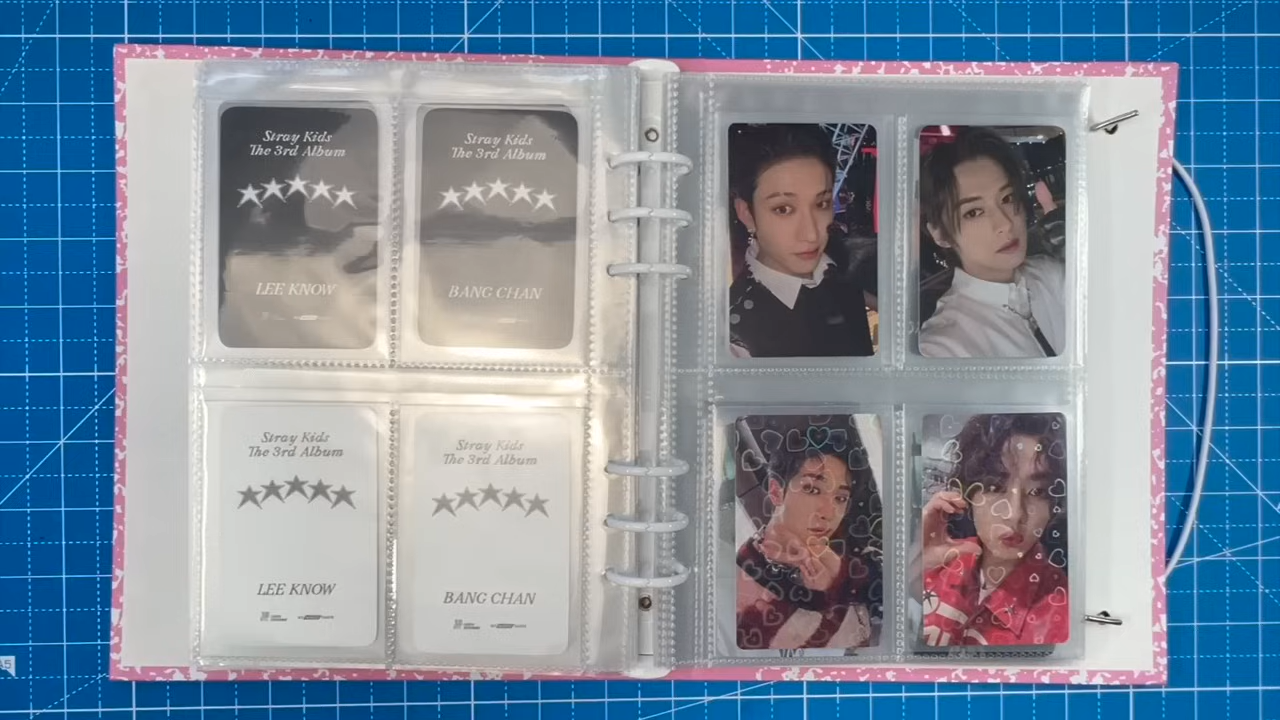 Stray Kids
The 3rd Album
★★★★★
LEE KNOW
Stray Kids
The 3rd Album
★★★★★
BANG CHAN
Stray Kids
The 3rd Album
★★★★★
LEE KNOW
Stray Kids
The 3rd Album
★★★★★
BANG CHAN
A5